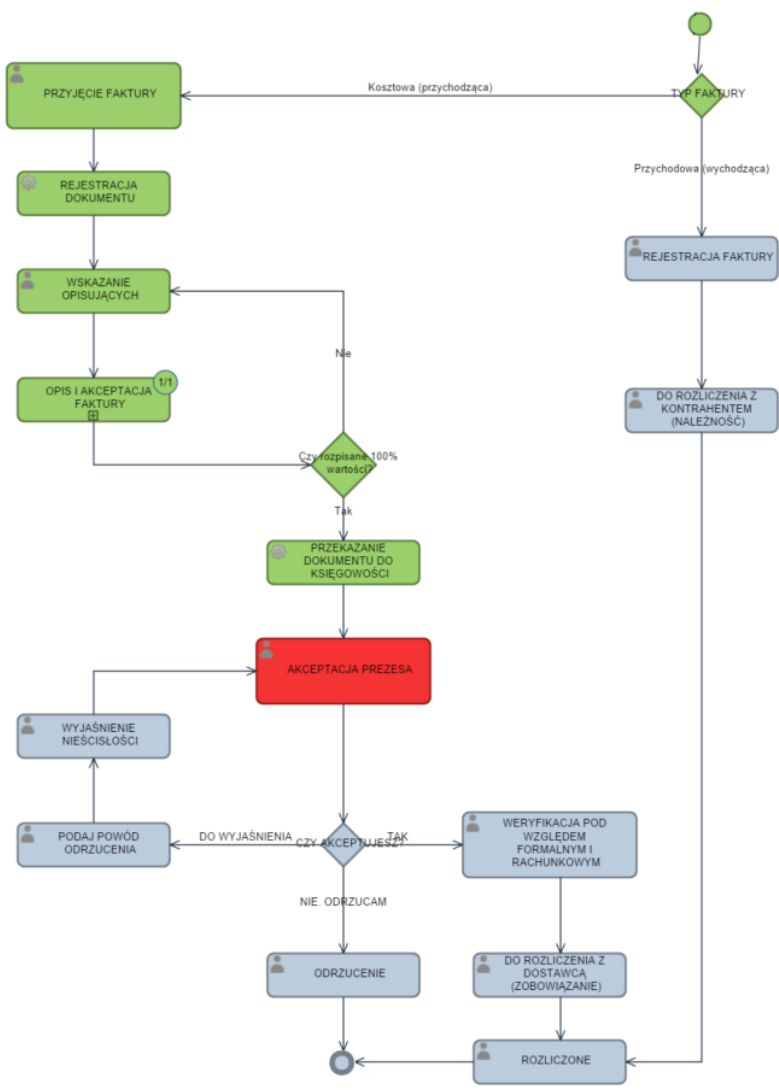 TYP FAKTURY
Kosztowa (przychodząca)
PRZYJĘCIE FAKTURY
Przychodowa (wychodząca)
REJESTRACJA
DOKUMENTU
REJESTRACJA FAKTURY
WSKAZANIE
OPISUJĄCYCH
Nie
1/1
OPIS I AKCEPTACJA
FAKTURY
DO ROZLICZENIA Z
KONTRAHENTEM
(NALEŻNOŚĆ)
Czy rozpisane 100%
wartości?
Tak
PRZEKAZANIE
DOKUMENTU DO
KSIĘGOWOŚCI
AKCEPTACJA PREZESA
WYJAŚNIENIE
NIEŚCISŁOŚCI
PODAJ POWÓD
ODRZUCENIA
DO WYJAŚNIENIA
CZY AKCEPTUJESZ?
TAK
WERYFIKACJA POD
WZGLĘDEM
FORMALNYM I
RACHUNKOWYM
NIE. ODRZUCAM
ODRZUCENIE
DO ROZLICZENIA Z
DOSTAWCĄ
(ZOBOWIĄZANIE)
ROZLICZONE